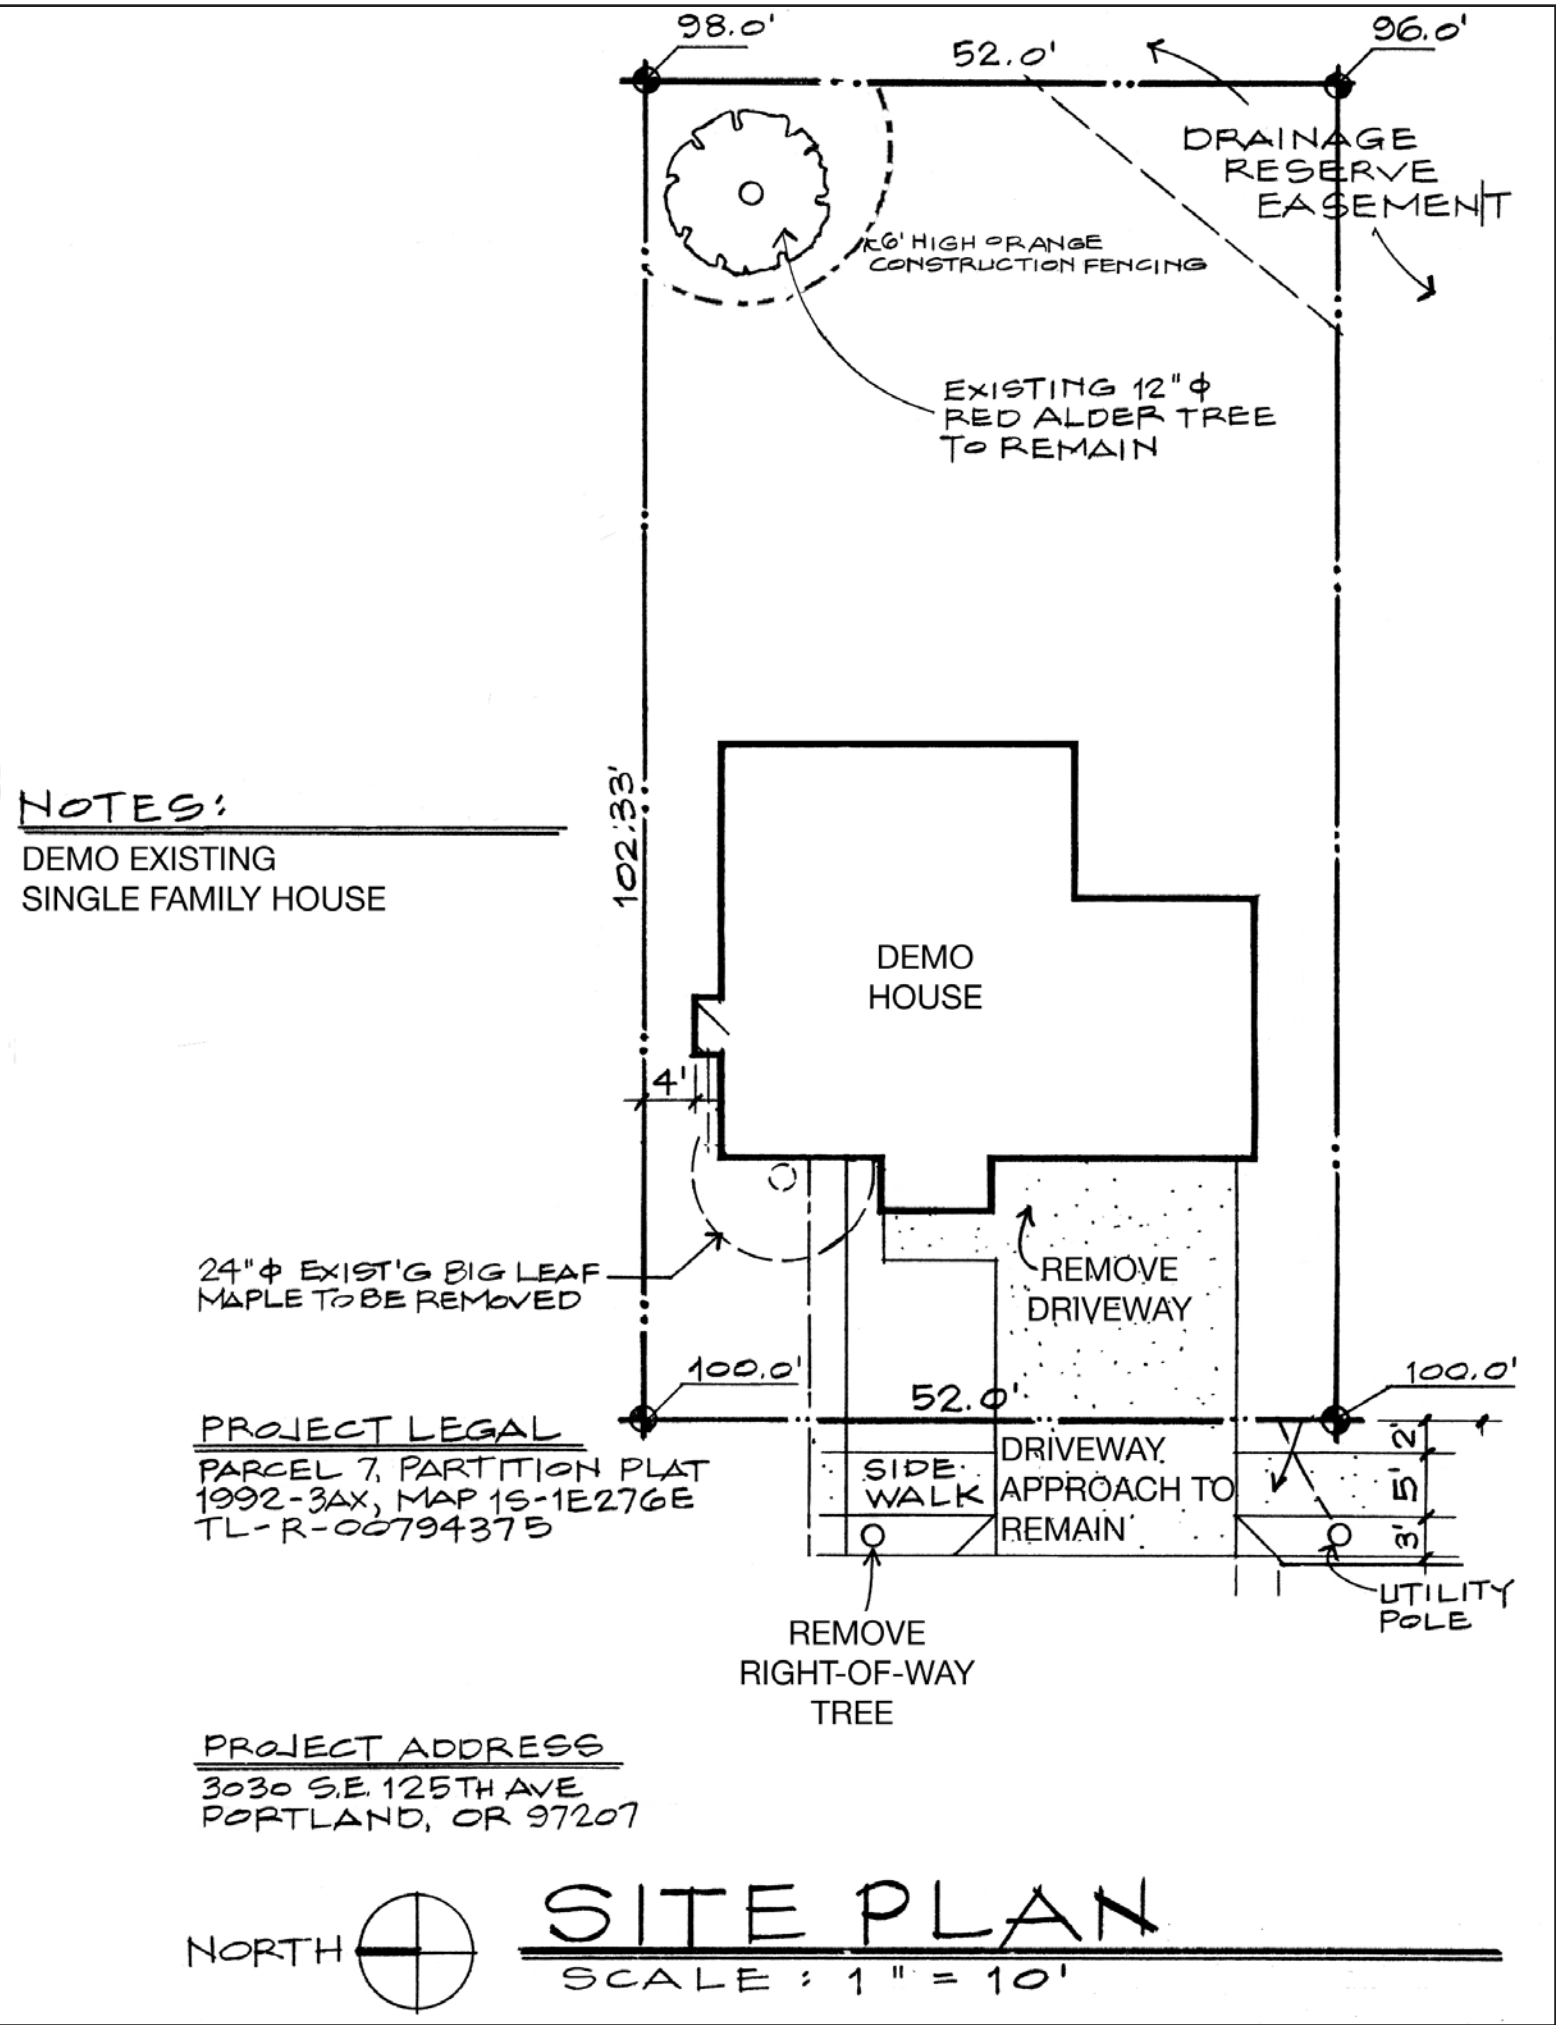 98.0'
52.0'
96.0'
DRAINAGE
RESERVE
EASEMENT
6' HIGH ORANGE
CONSTRUCTION FENCING
EXISTING 12"ϕ
RED ALDER TREE
TO REMAIN
NOTES:
DEMO EXISTING
SINGLE FAMILY HOUSE
102.33'
DEMO
HOUSE
4'
24"ϕ EXIST'G BIG LEAF
MAPLE TO BE REMOVED
REMOVE
DRIVEWAY
100.0'
52.0'
100.0'
PROJECT LEGAL
PARCEL 7, PARTITION PLAT
1992-3AX, MAP 1S-1E276E
TL-R-00794375
SIDE-
WALK
DRIVEWAY
APPROACH TO
REMAIN
2'
5'
3'
UTILITY
POLE
REMOVE
RIGHT-OF-WAY
TREE
PROJECT ADDRESS
3030 S.E. 125TH AVE
PORTLAND, OR 97207
NORTH
SITE PLAN
SCALE: 1" = 10'